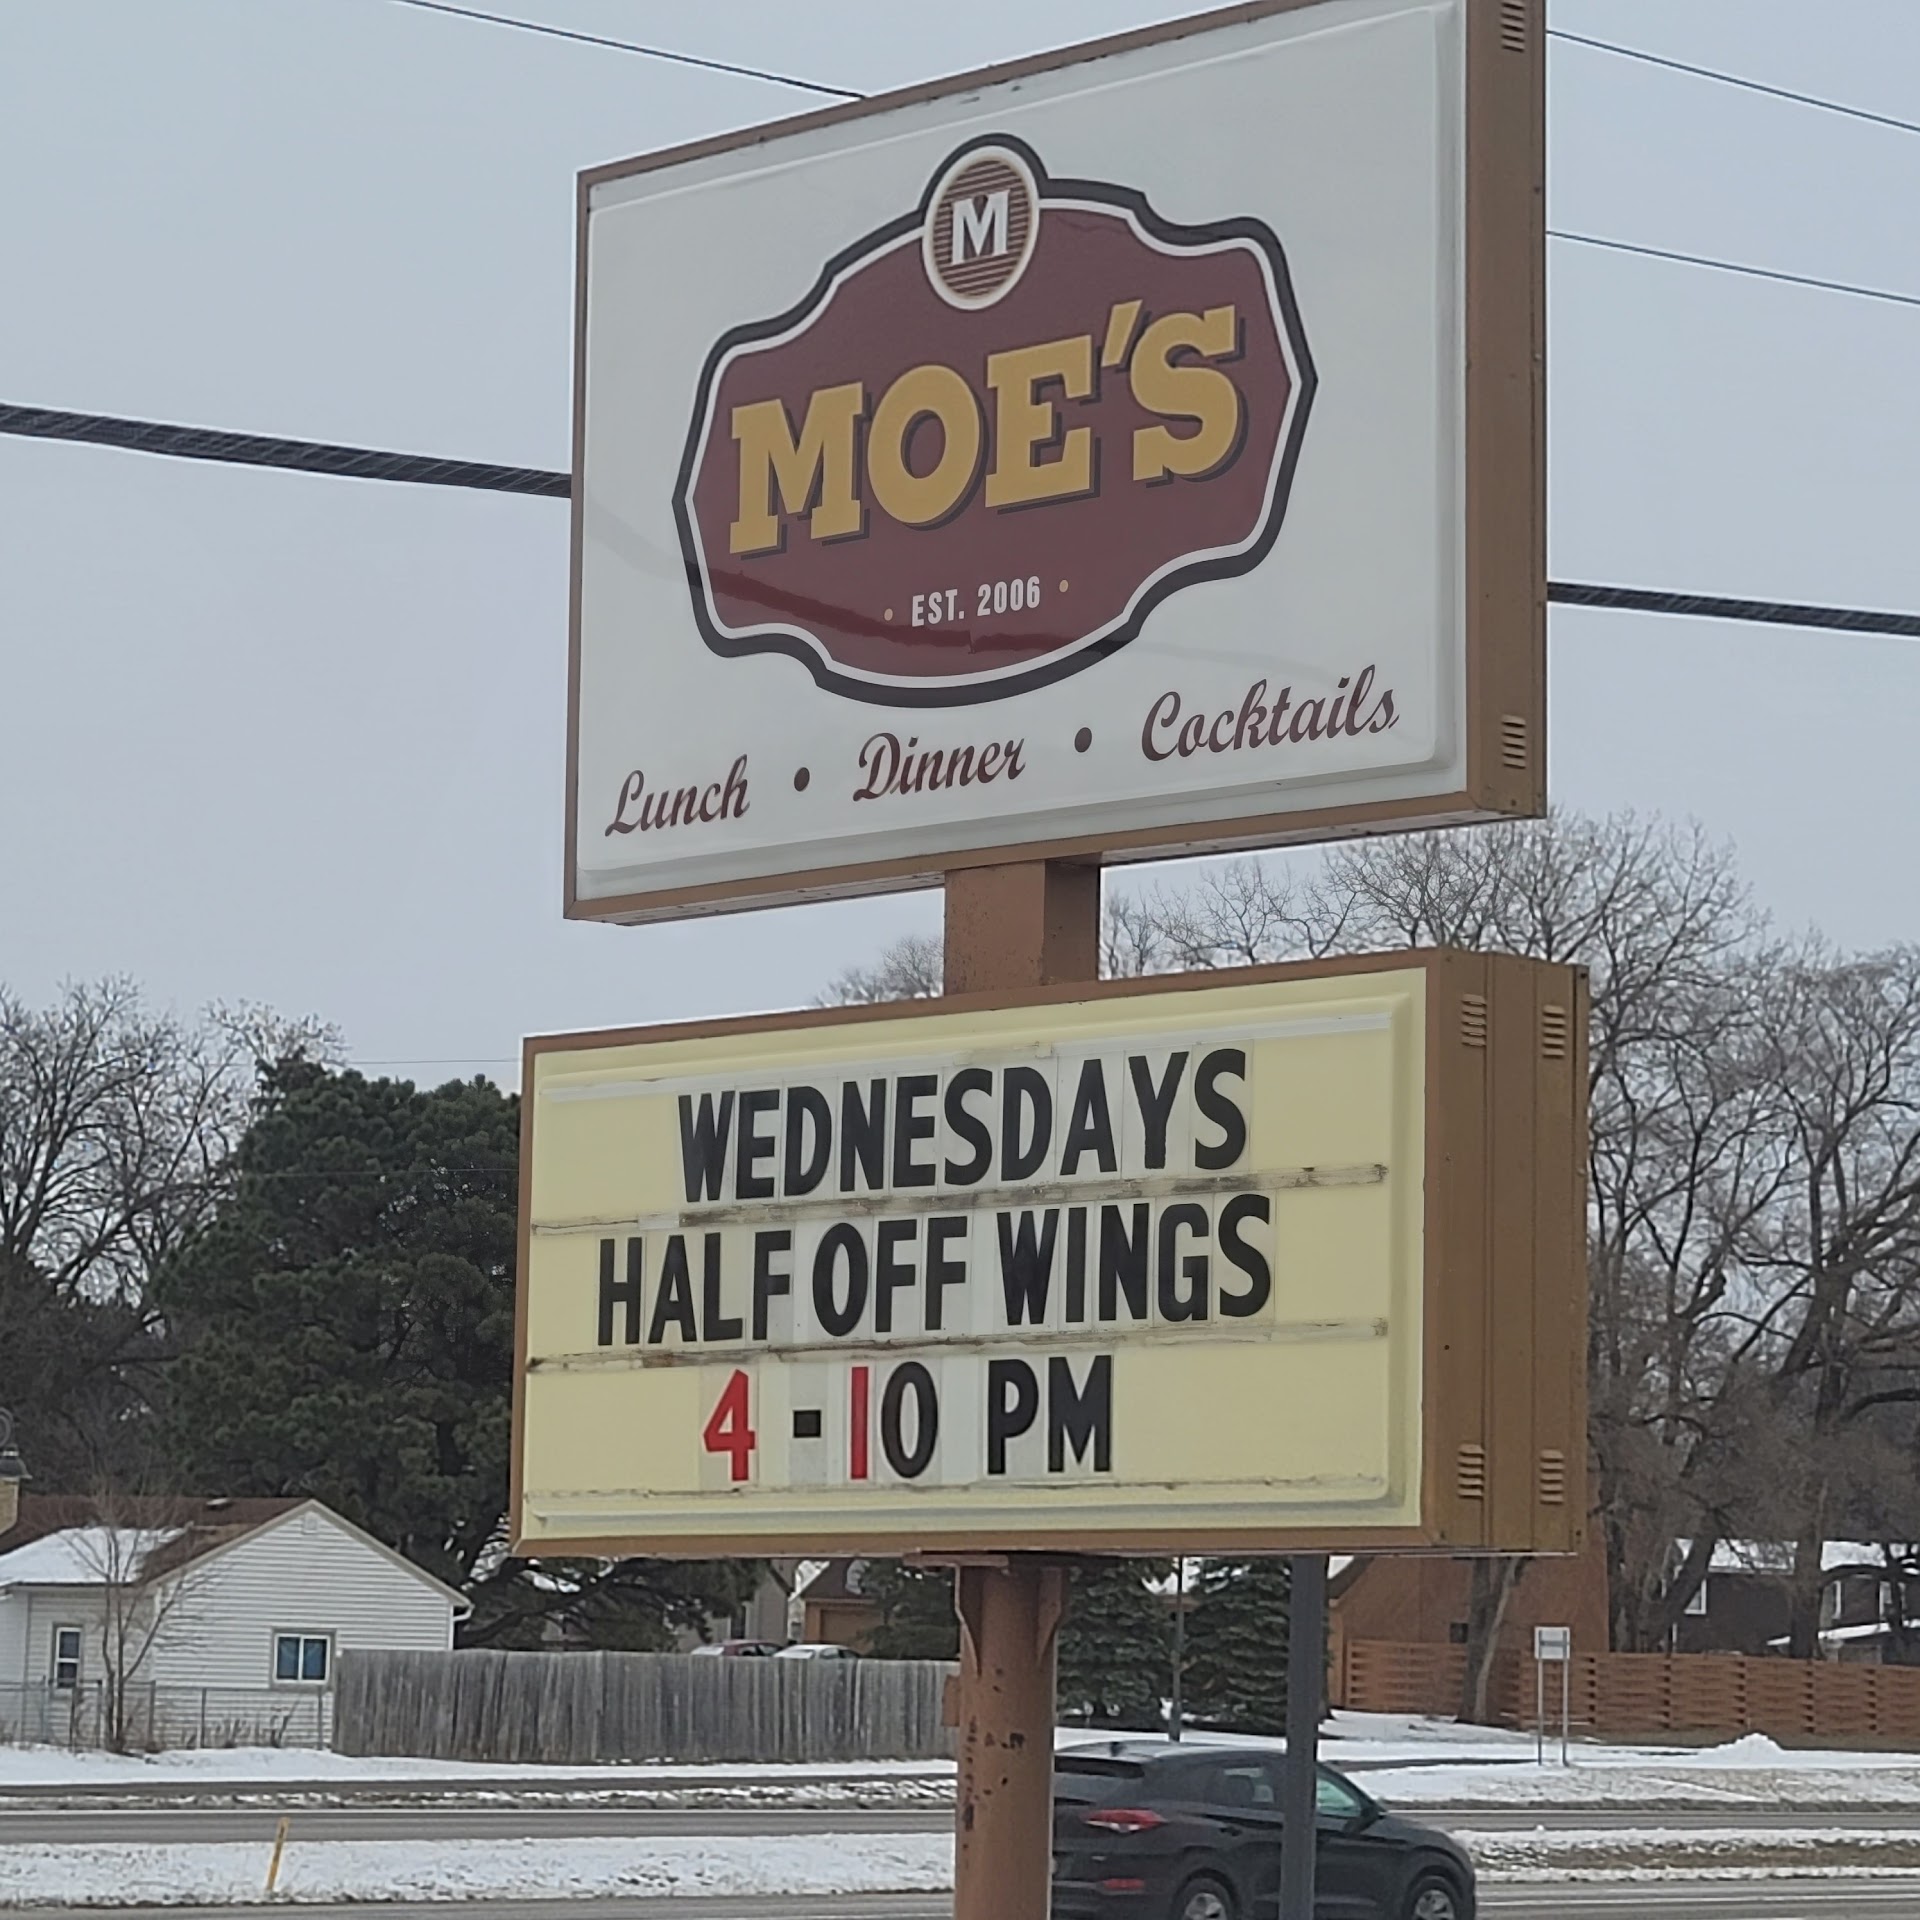 M
MOE'S
• EST. 2006 •
Lunch • Dinner • Cocktails
WEDNESDAYS
HALF OFF WINGS
4-10 PM